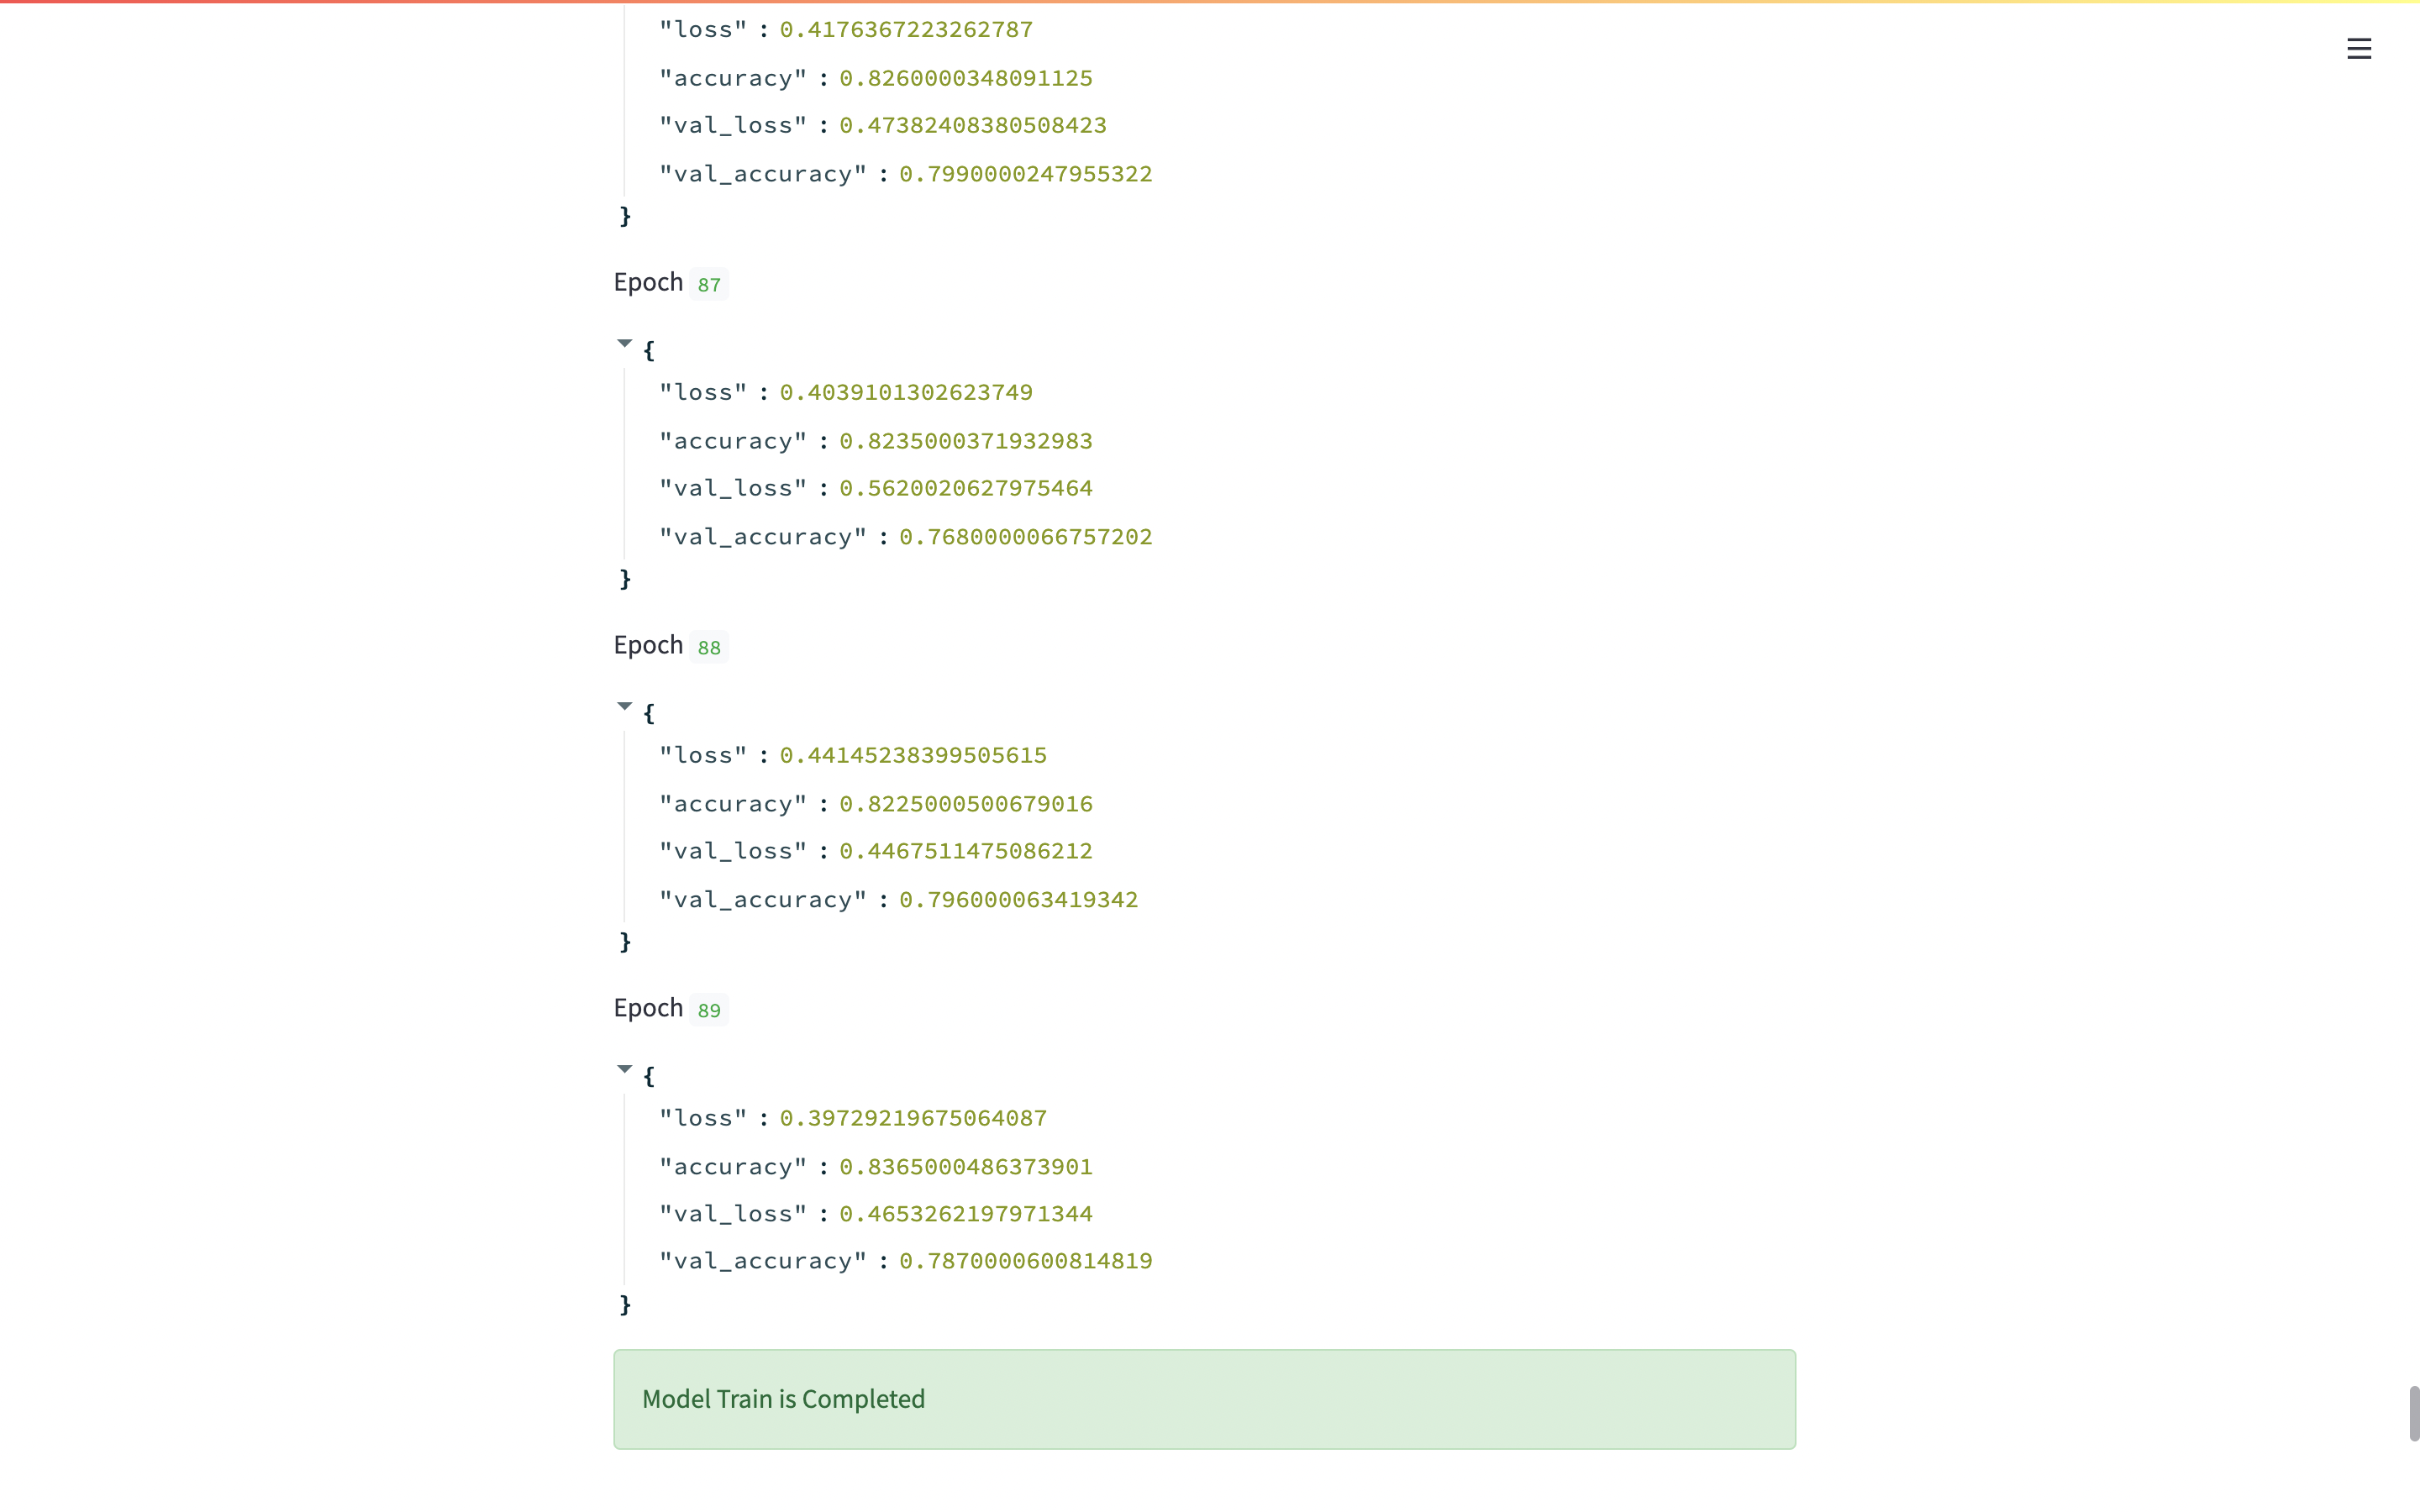 "loss" : 0.4176367223262787
"accuracy" : 0.8260000348091125
"val_loss" : 0.47382408380508423
"val_accuracy" : 0.7990000247955322
}
Epoch 87
{
"loss" : 0.4039101302623749
"accuracy" : 0.8235000371932983
"val_loss" : 0.5620020627975464
"val_accuracy" : 0.7680000066757202
}
Epoch 88
{
"loss" : 0.44145238399505615
"accuracy" : 0.8225000500679016
"val_loss" : 0.4467511475086212
"val_accuracy" : 0.796000063419342
}
Epoch 89
{
"loss" : 0.39729219675064087
"accuracy" : 0.8365000486373901
"val_loss" : 0.4653262197971344
"val_accuracy" : 0.7870000600814819
}
Model Train is Completed